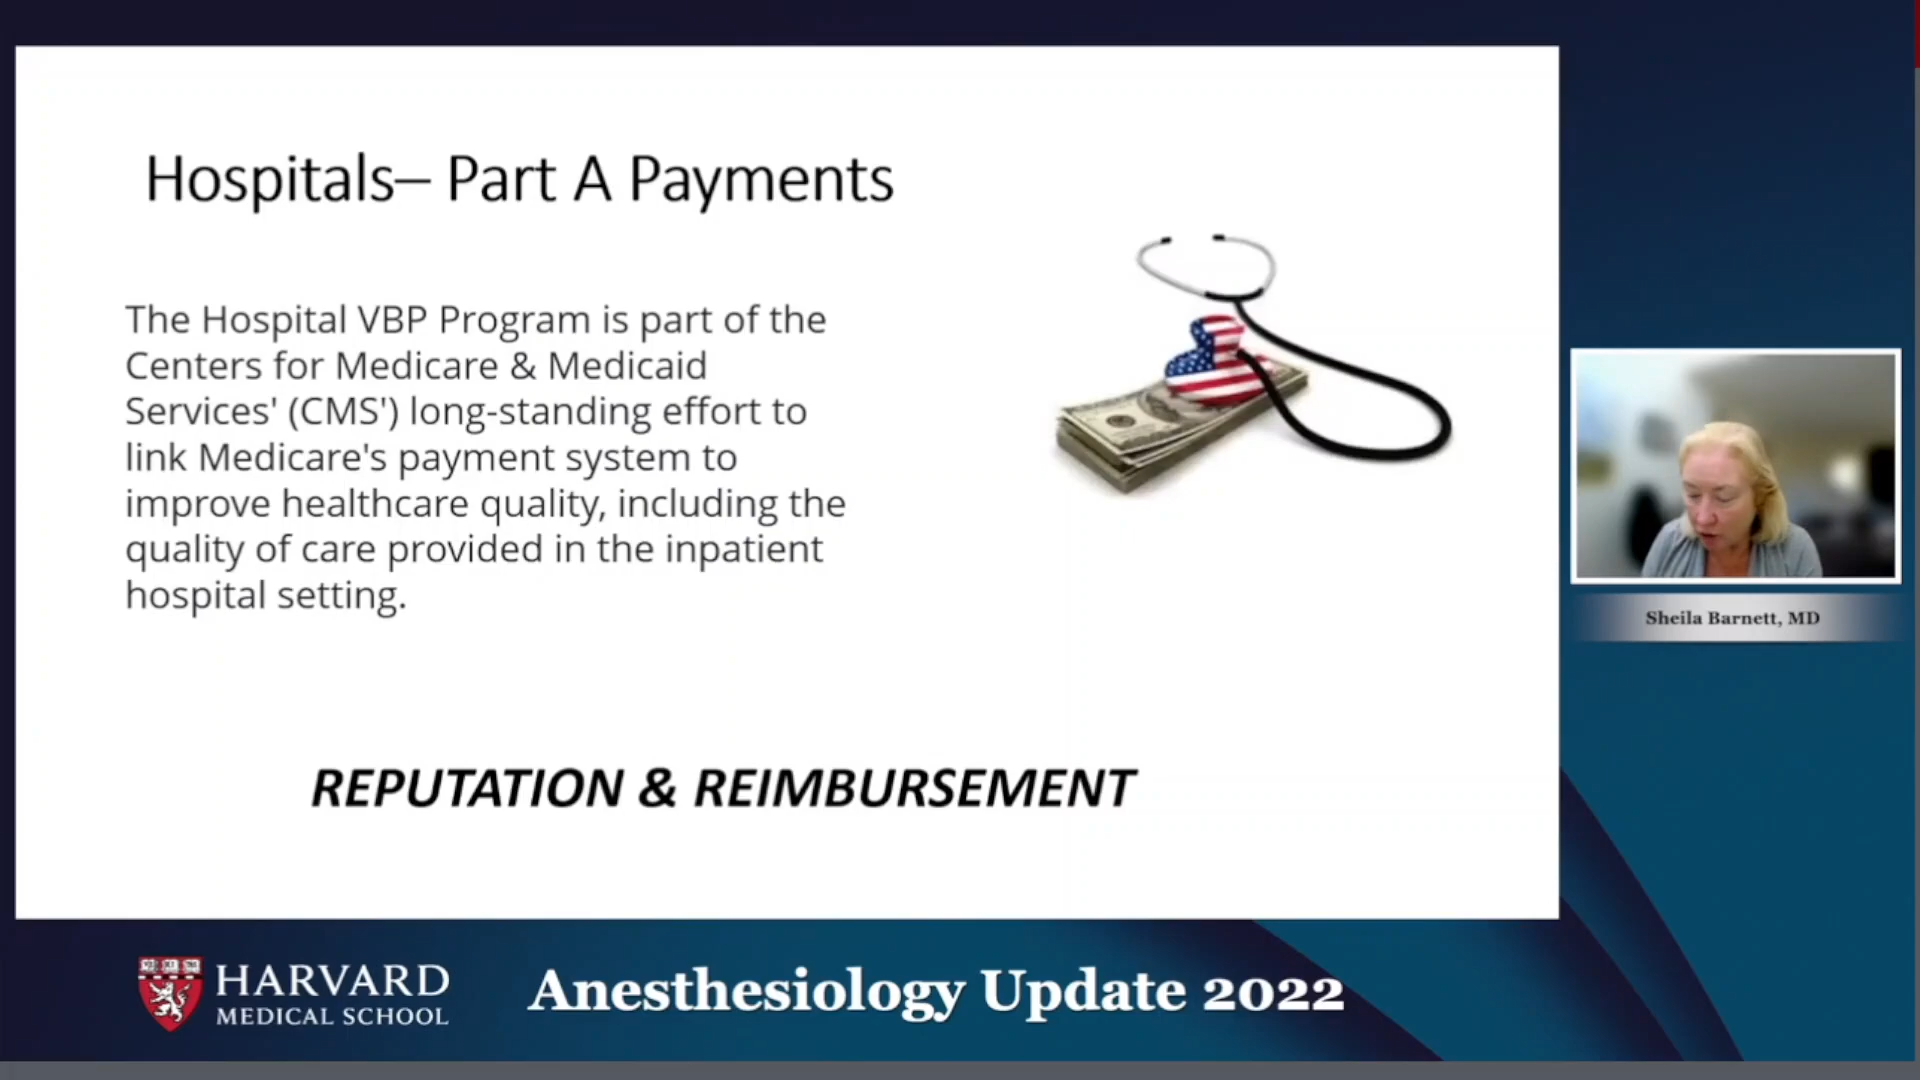 Hospitals– Part A Payments
The Hospital VBP Program is part of the
Centers for Medicare & Medicaid
Services' (CMS') long-standing effort to
link Medicare's payment system to
improve healthcare quality, including the
quality of care provided in the inpatient
hospital setting.
REPUTATION & REIMBURSEMENT
Sheila Barnett, MD
HARVARD
MEDICAL SCHOOL
Anesthesiology Update 2022